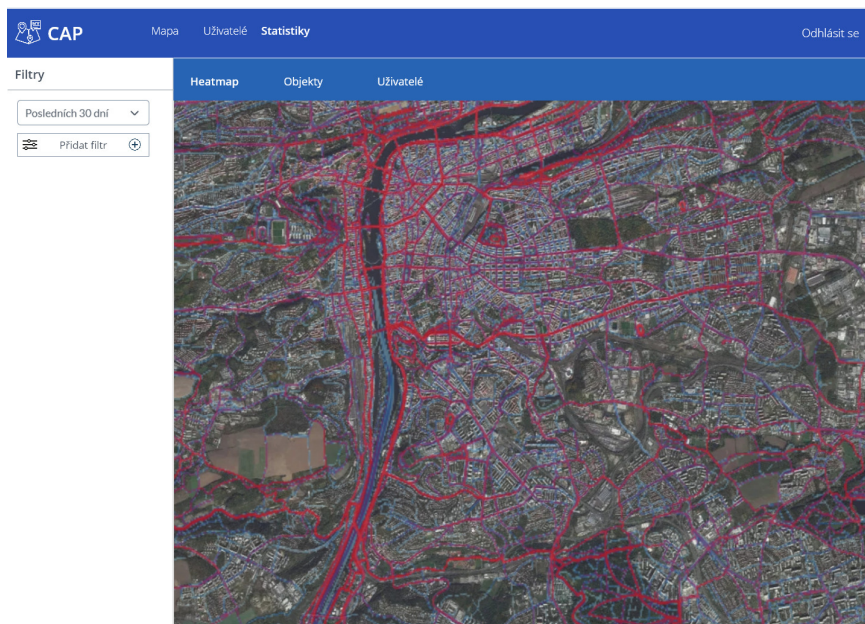 CAP
Mapa Uživatelé Statistiky Odhlásit se
Filtry
Heatmap Objekty Uživatelé
Posledních 30 dní
Přidat filtr